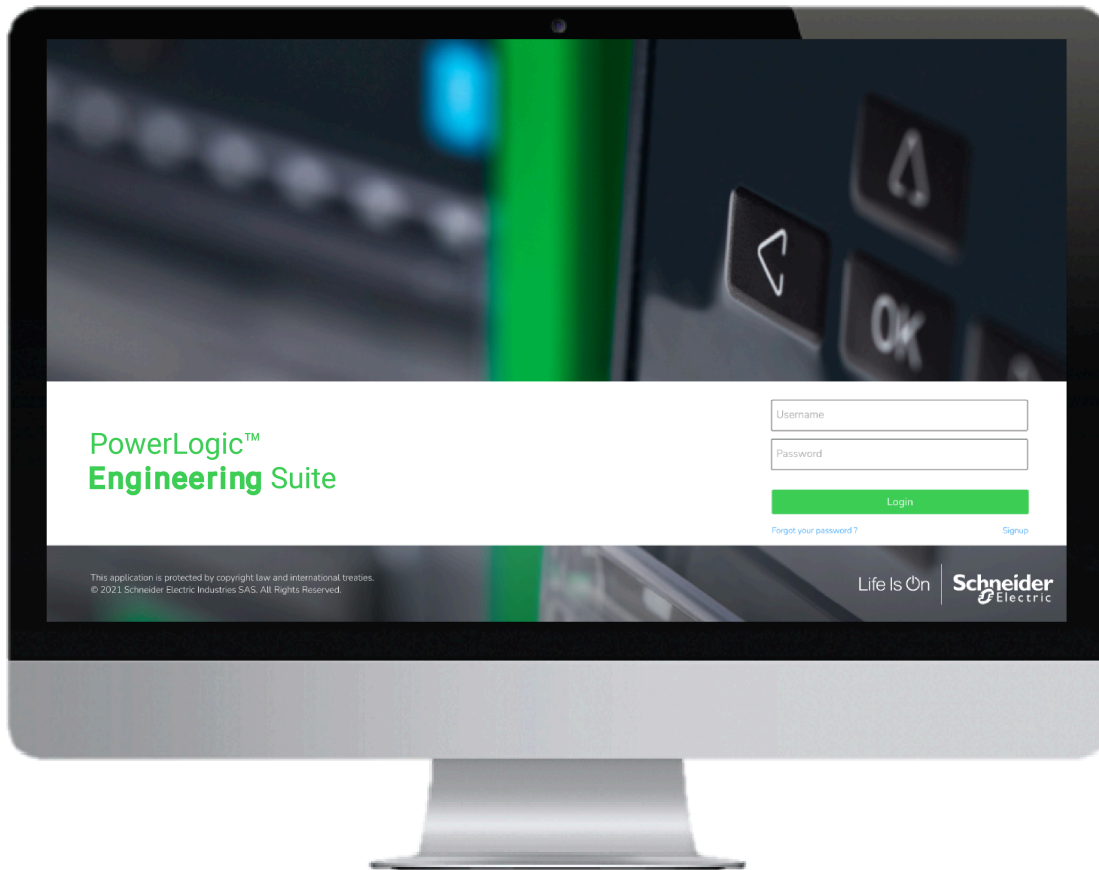 OK
PowerLogic™
Engineering Suite
Username
Password
Login
Forgot your password ?
Signup
This application is protected by copyright law and international treaties.
© 2021 Schneider Electric Industries SAS. All Rights Reserved.
Life Is On
Schneider
Electric